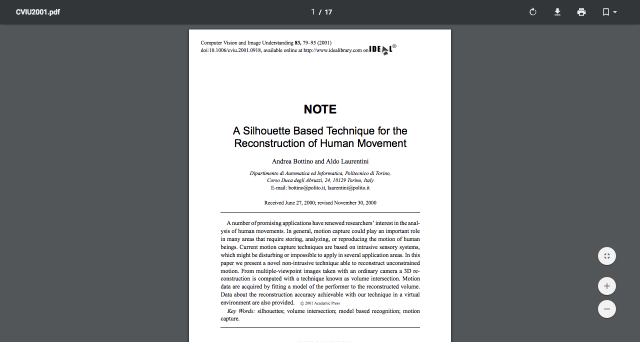 CVIU2001.pdf
1 / 17
Computer Vision and Image Understanding 83, 79–95 (2001)
doi:10.1006/cviu.2001.0918, available online at http://www.idealibrary.com on IDEAL®
NOTE
A Silhouette Based Technique for the
Reconstruction of Human Movement
Andrea Bottino and Aldo Laurentini
Dipartimento di Automatica ed Informatica, Politecnico di Torino,
Corso Duca degli Abruzzi, 24, 10129 Torino, Italy
E-mail: bottino@polito.it, laurentini@polito.it
Received June 27, 2000; revised November 30, 2000
A number of promising applications have renewed researchers' interest in the anal-
ysis of human movements. In general, motion capture could play an important role
in many areas that require storing, analyzing, or reproducing the motion of human
beings. Current motion capture techniques are based on intrusive sensory systems,
which might be disturbing or impossible to apply in several application areas. In this
paper we present a novel non-intrusive technique able to reconstruct unconstrained
motion. From multiple-viewpoint images taken with an ordinary camera a 3D re-
construction is computed with a technique known as volume intersection. Motion
data are acquired by fitting a model of the performer to the reconstructed volume.
Data about the reconstruction accuracy achievable with our technique in a virtual
environment are also provided. © 2001 Academic Press
Key Words: silhouettes; volume intersection; model based recognition; motion
capture.